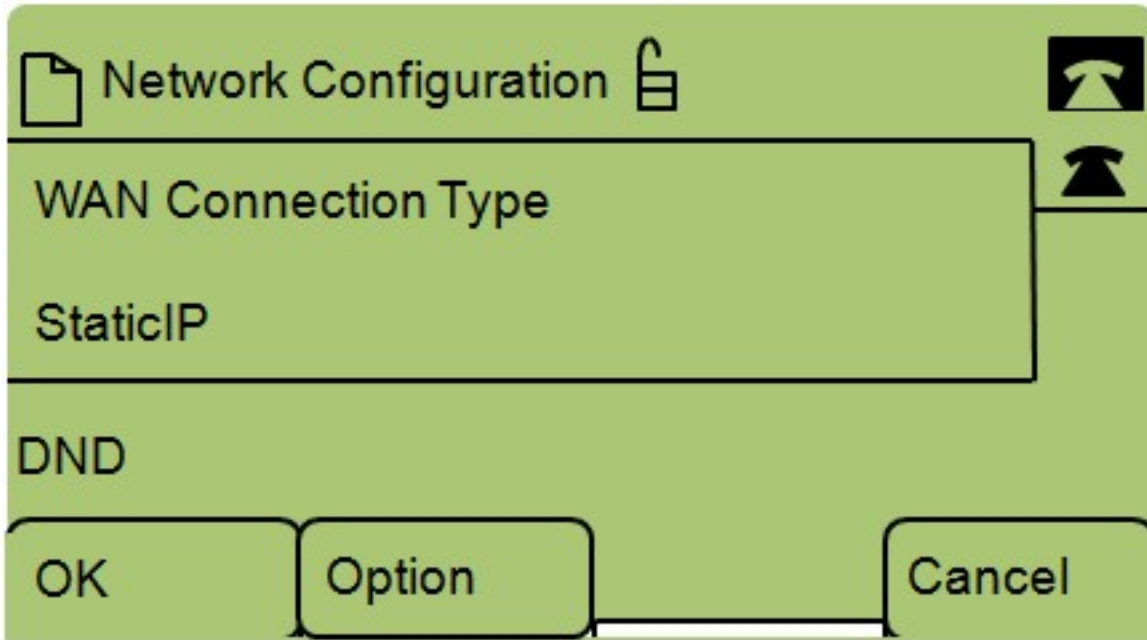 Network Configuration
WAN Connection Type
StaticIP
DND
OK Option Cancel